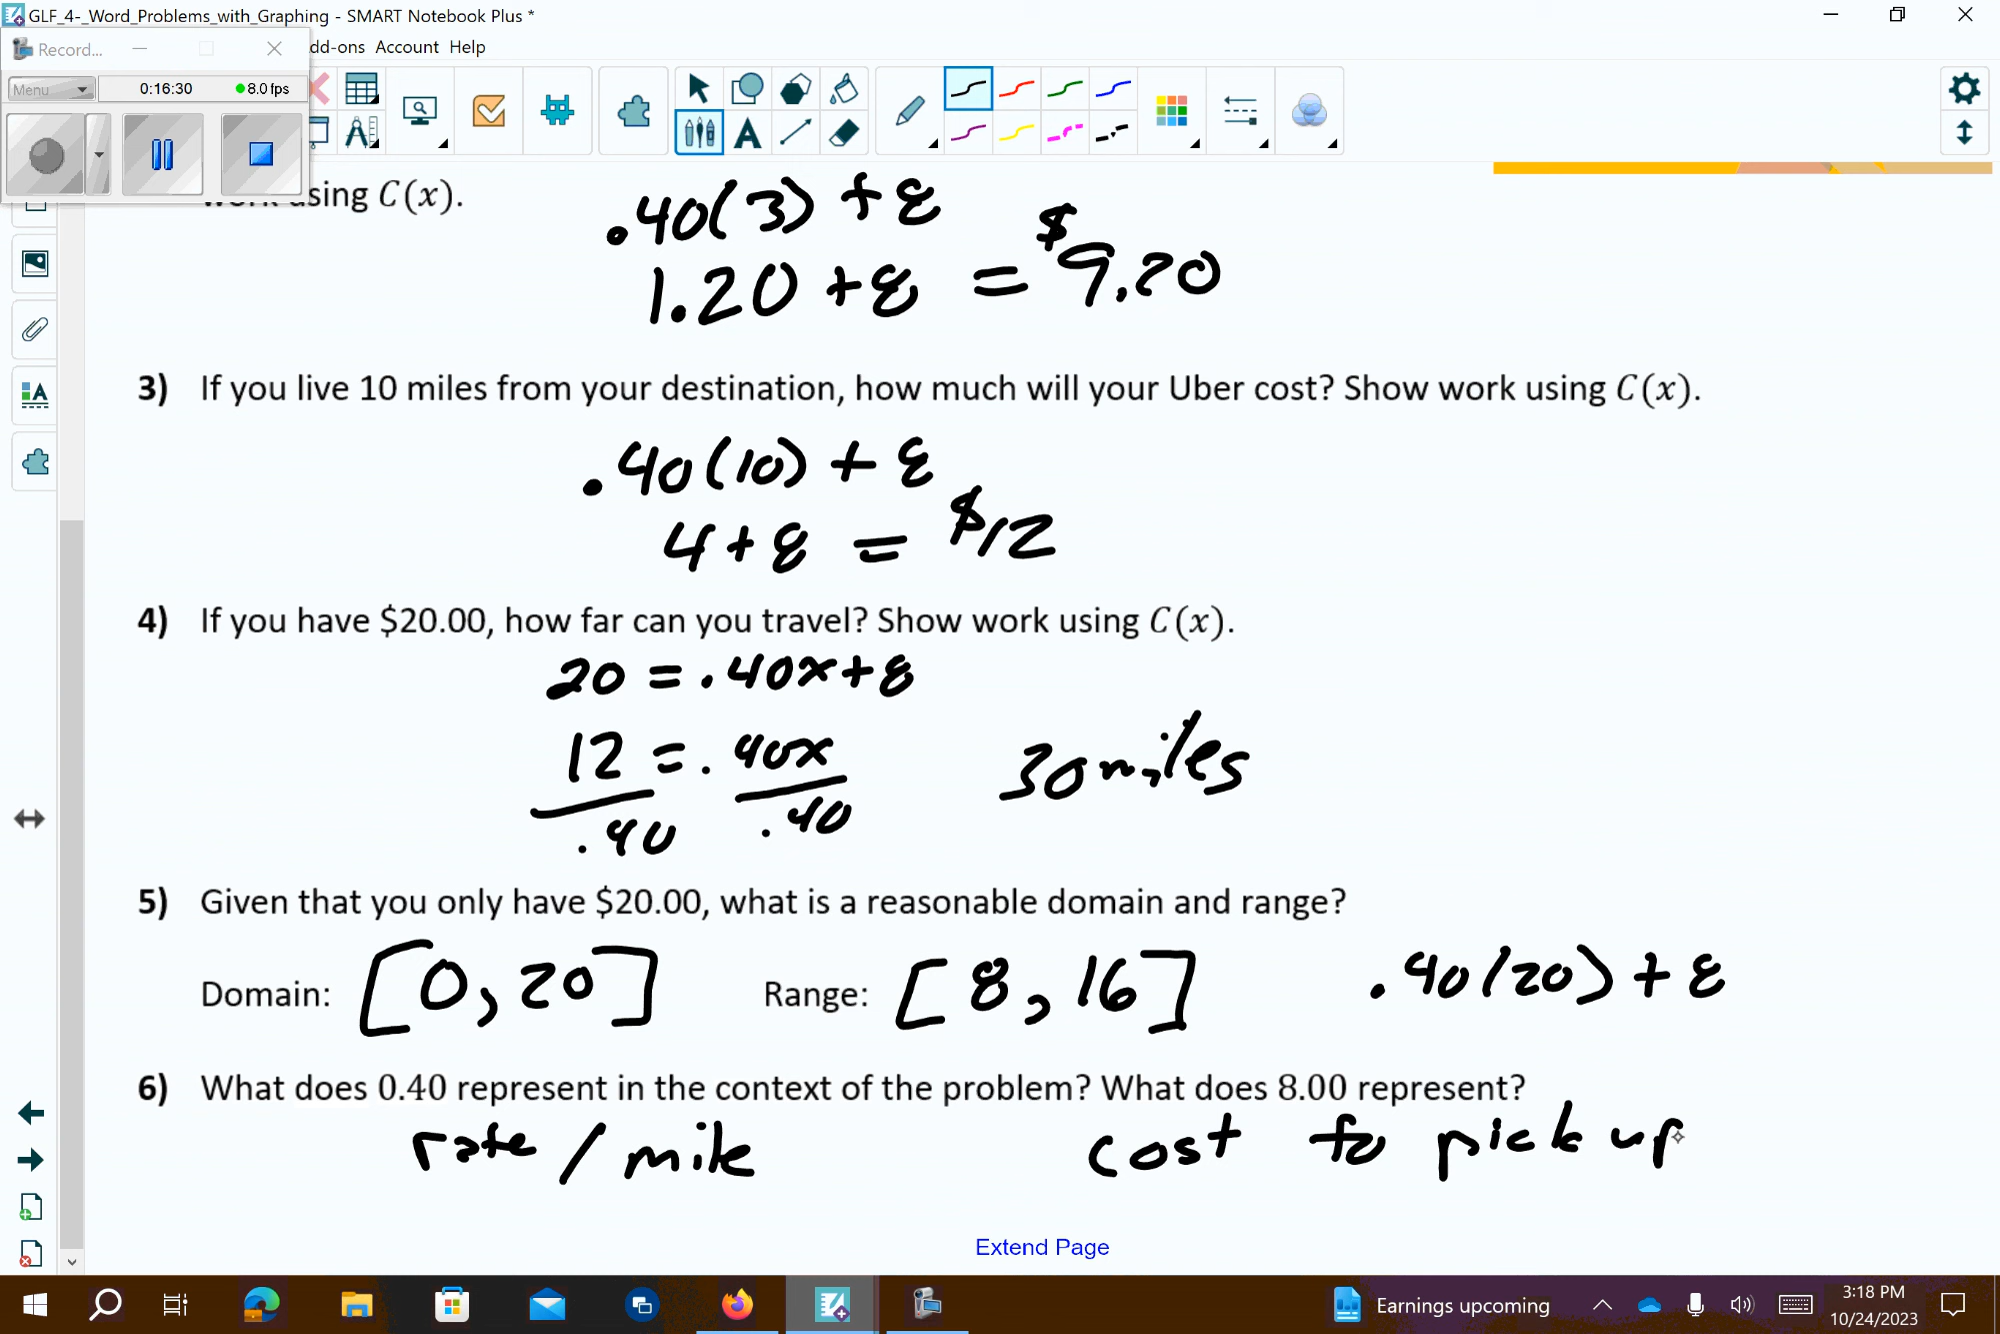 GLF_4-_Word_Problems_with_Graphing - SMART Notebook Plus *
Record...
dd-ons Account Help
Menu 0:16:30 8.0 fps
using C(x).
.40(3) + 8
1.20 + 8 = $9.20
3) If you live 10 miles from your destination, how much will your Uber cost? Show work using C(x).
.40(10) + 8
4 + 8 = $12
4) If you have $20.00, how far can you travel? Show work using C(x).
20 = .40x + 8
12 = .40x 30 miles
.40 .40
5) Given that you only have $20.00, what is a reasonable domain and range?
Domain: [0, 20] Range: [8, 16] .40(20) + 8
6) What does 0.40 represent in the context of the problem? What does 8.00 represent?
rate / mile cost to pick up
Extend Page
Earnings upcoming
3:18 PM
10/24/2023